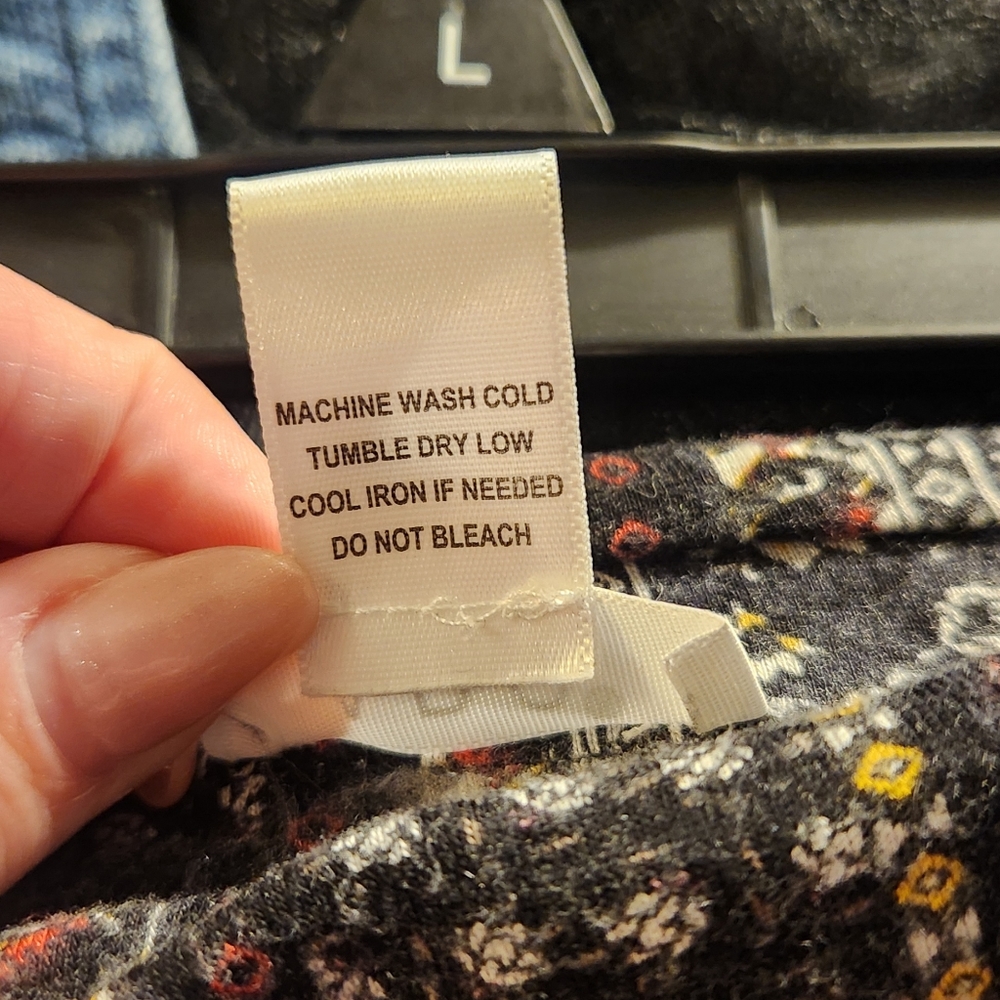 L
MACHINE WASH COLD
TUMBLE DRY LOW
COOL IRON IF NEEDED
DO NOT BLEACH